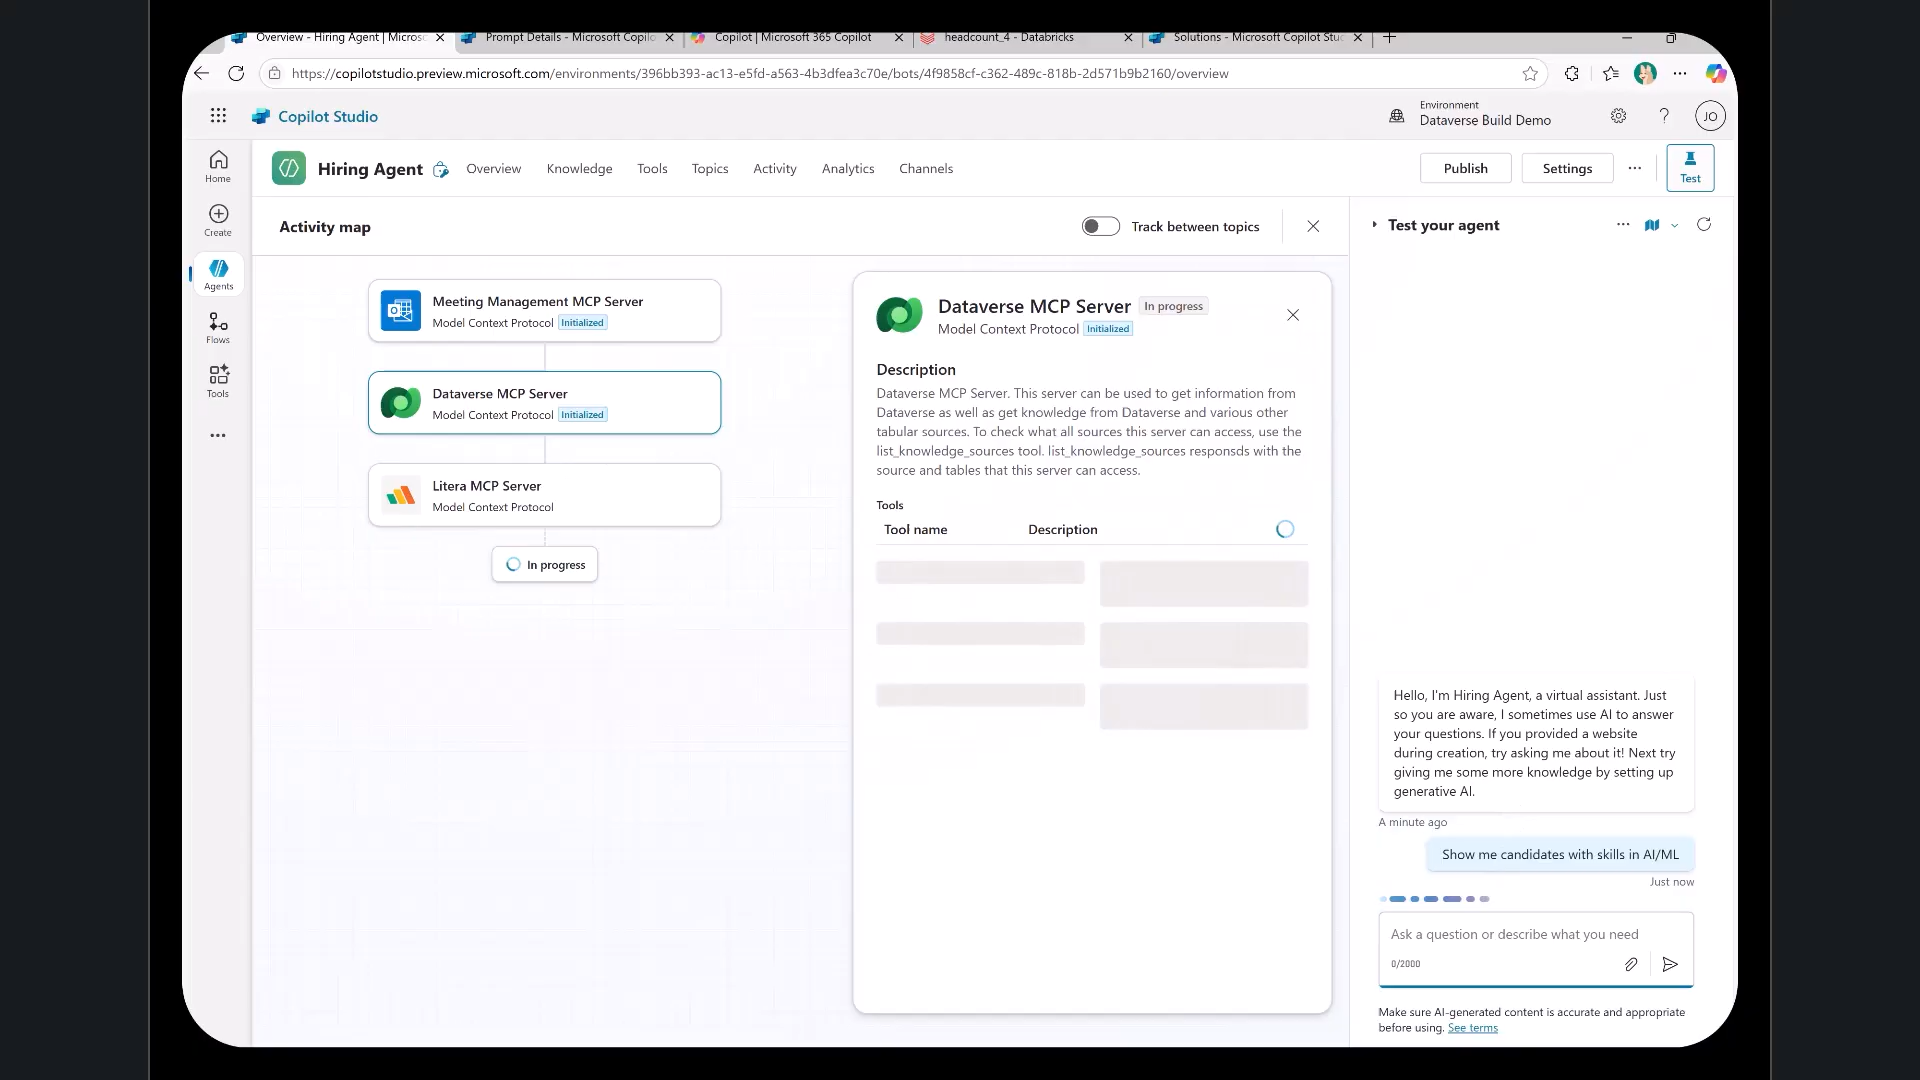 Overview - Hiring Agent | Micros
Prompt Details - Microsoft Copilo
Copilot | Microsoft 365 Copilot
headcount_4 - Databricks
Solutions - Microsoft Copilot Stu
https://copilotstudio.preview.microsoft.com/environments/396bb393-ac13-e5fd-a563-4b3dfea3c70e/bots/4f9858cf-c362-489c-818b-2d571b9b2160/overview
Copilot Studio
Environment
Dataverse Build Demo
JO
Home
Create
Agents
Flows
Tools
Hiring Agent
Overview
Knowledge
Tools
Topics
Activity
Analytics
Channels
Publish
Settings
Test
Activity map
Track between topics
Meeting Management MCP Server
Model Context Protocol Initialized
Dataverse MCP Server
Model Context Protocol Initialized
Litera MCP Server
Model Context Protocol
In progress
Dataverse MCP Server In progress
Model Context Protocol Initialized
Description
Dataverse MCP Server. This server can be used to get information from
Dataverse as well as get knowledge from Dataverse and various other
tabular sources. To check what all sources this server can access, use the
list_knowledge_sources tool. list_knowledge_sources responsds with the
source and tables that this server can access.
Tools
Tool name
Description
Test your agent
Hello, I'm Hiring Agent, a virtual assistant. Just
so you are aware, I sometimes use AI to answer
your questions. If you provided a website
during creation, try asking me about it! Next try
giving me some more knowledge by setting up
generative AI.
A minute ago
Show me candidates with skills in AI/ML
Just now
Ask a question or describe what you need
0/2000
Make sure AI-generated content is accurate and appropriate
before using. See terms